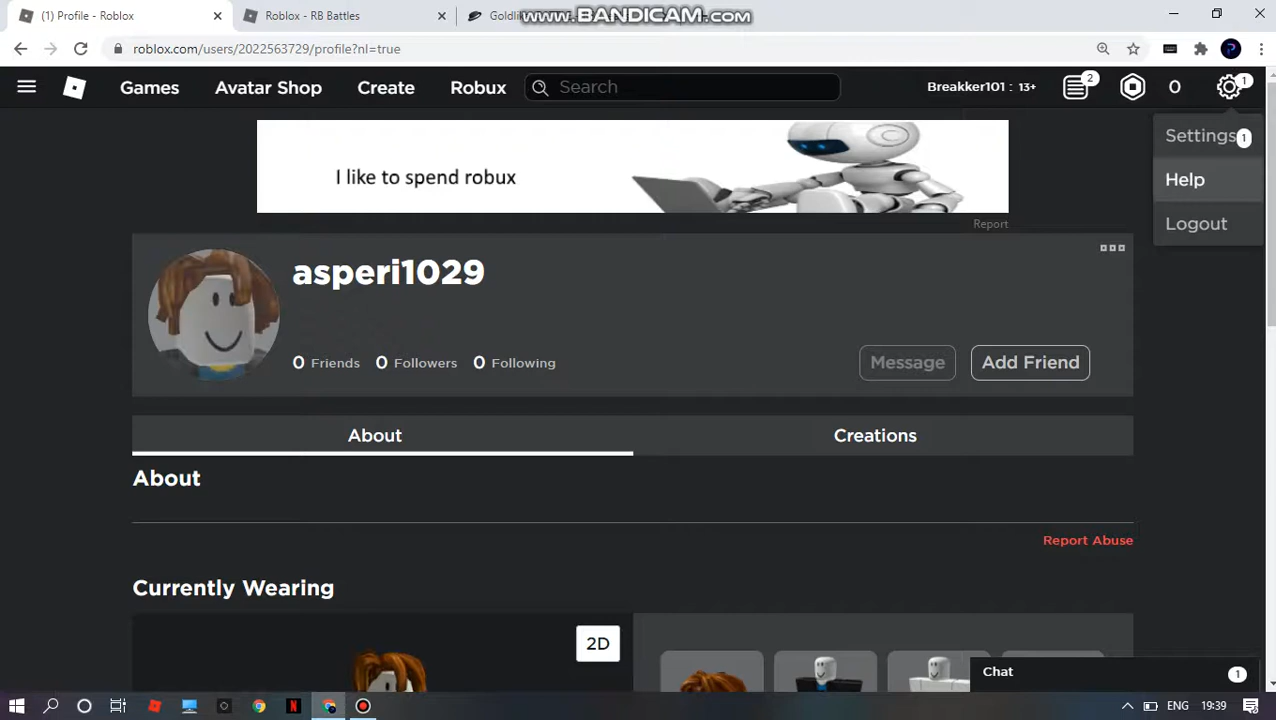 (1) Profile - Roblox
Roblox - RB Battles
Goldli
www.BANDICAM.com
roblox.com/users/2022563729/profile?nl=true
Games
Avatar Shop
Create
Robux
Search
Breakker101 : 13+
2
0
1
Settings 1
Help
Logout
I like to spend robux
Report
asperi1029
0 Friends
0 Followers
0 Following
Message
Add Friend
About
Creations
About
Report Abuse
Currently Wearing
2D
Chat
1
ENG
19:39